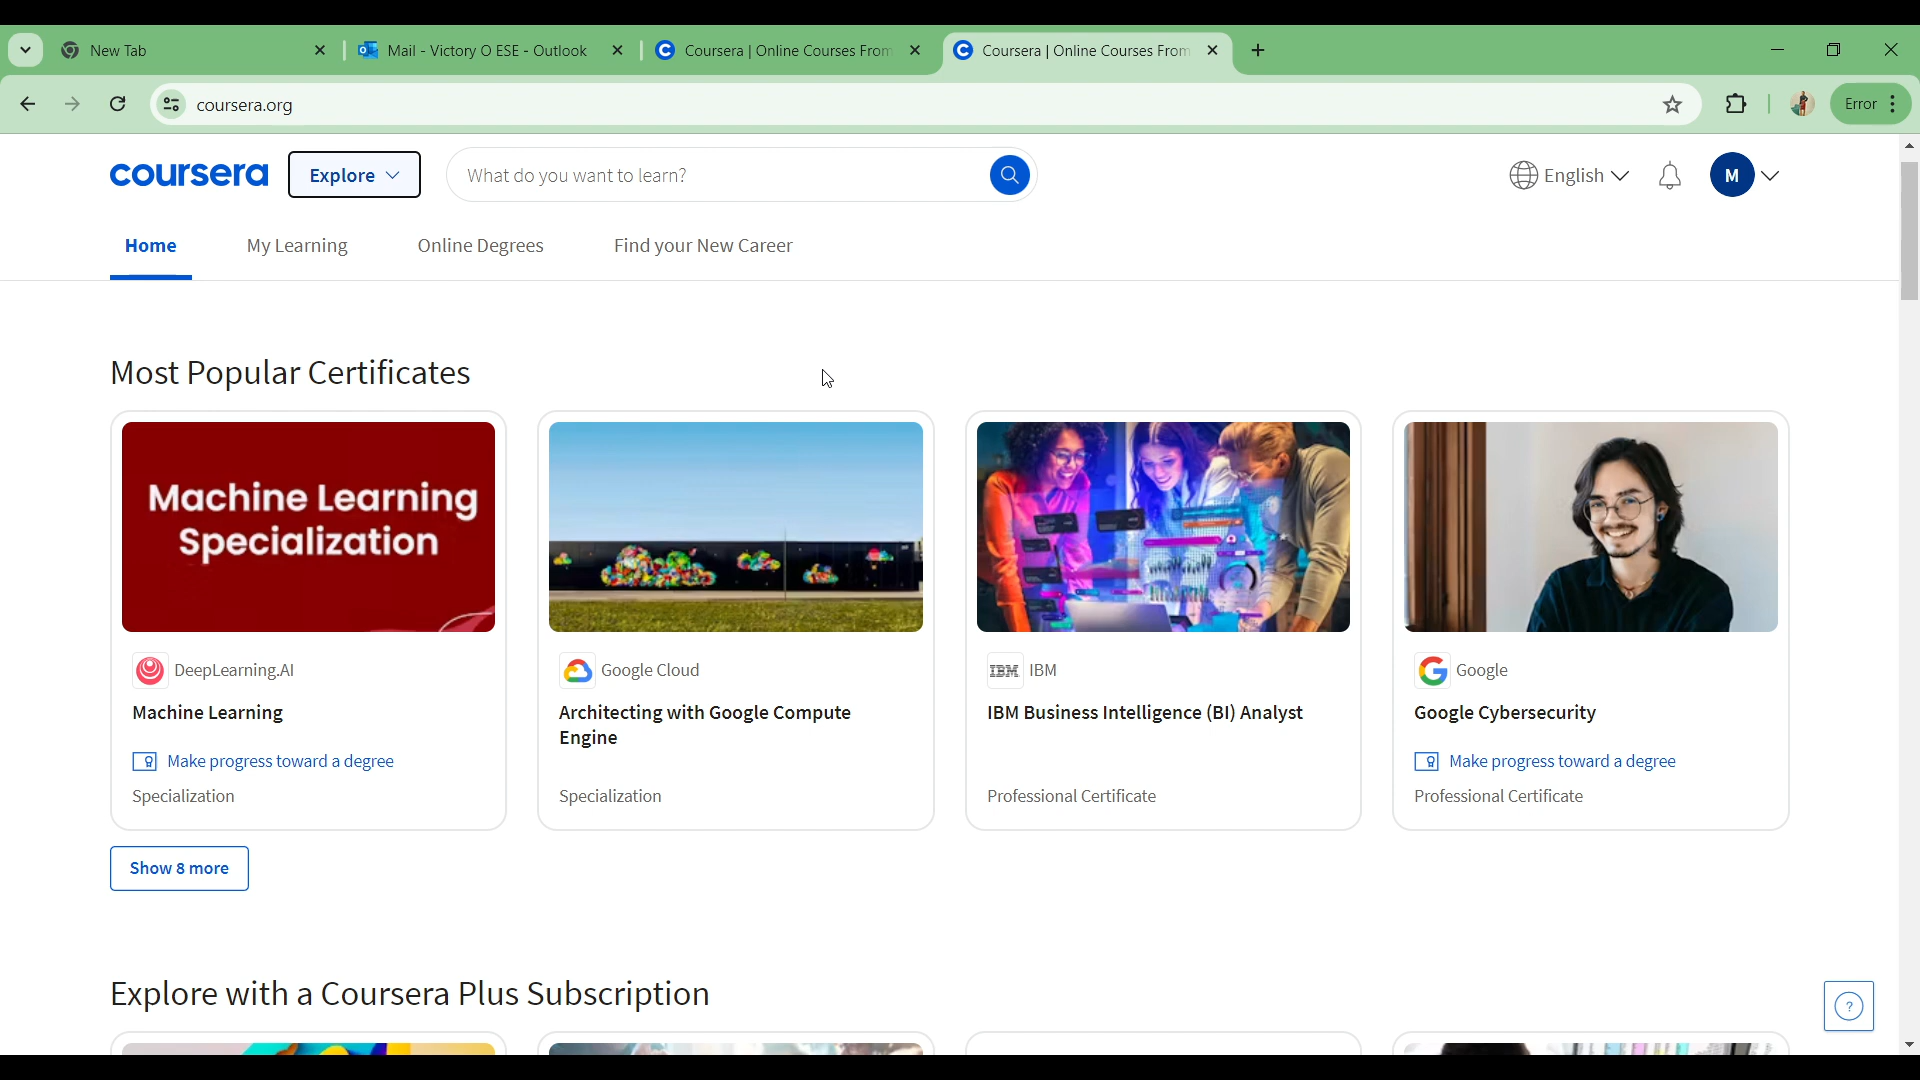 New Tab
Mail - Victory O ESE - Outlook
Coursera | Online Courses From
Coursera | Online Courses From
coursera.org
Error
coursera
Explore
What do you want to learn?
English
M
Home
My Learning
Online Degrees
Find your New Career
Most Popular Certificates
Machine Learning
Specialization
DeepLearning.AI
Machine Learning
Make progress toward a degree
Specialization
Google Cloud
Architecting with Google Compute
Engine
Specialization
IBM
IBM
IBM Business Intelligence (BI) Analyst
Professional Certificate
Google
Google Cybersecurity
Make progress toward a degree
Professional Certificate
Show 8 more
Explore with a Coursera Plus Subscription
?